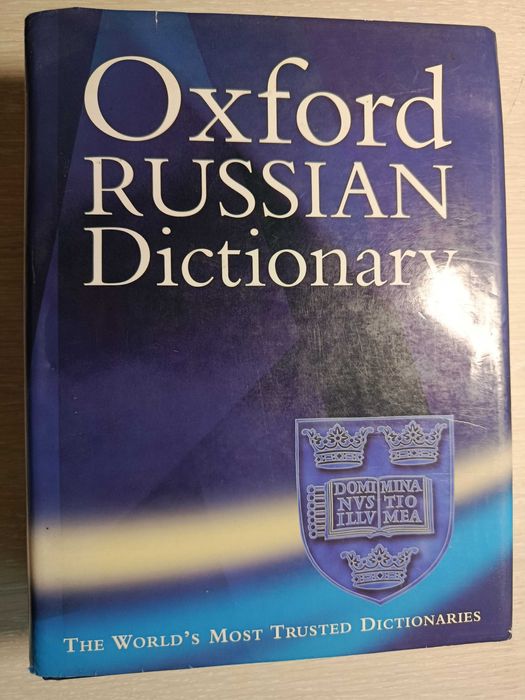 Oxford
RUSSIAN
Dictionary
DOMI MINA
NVS TIO
ILLV MEA
THE WORLD'S MOST TRUSTED DICTIONARIES